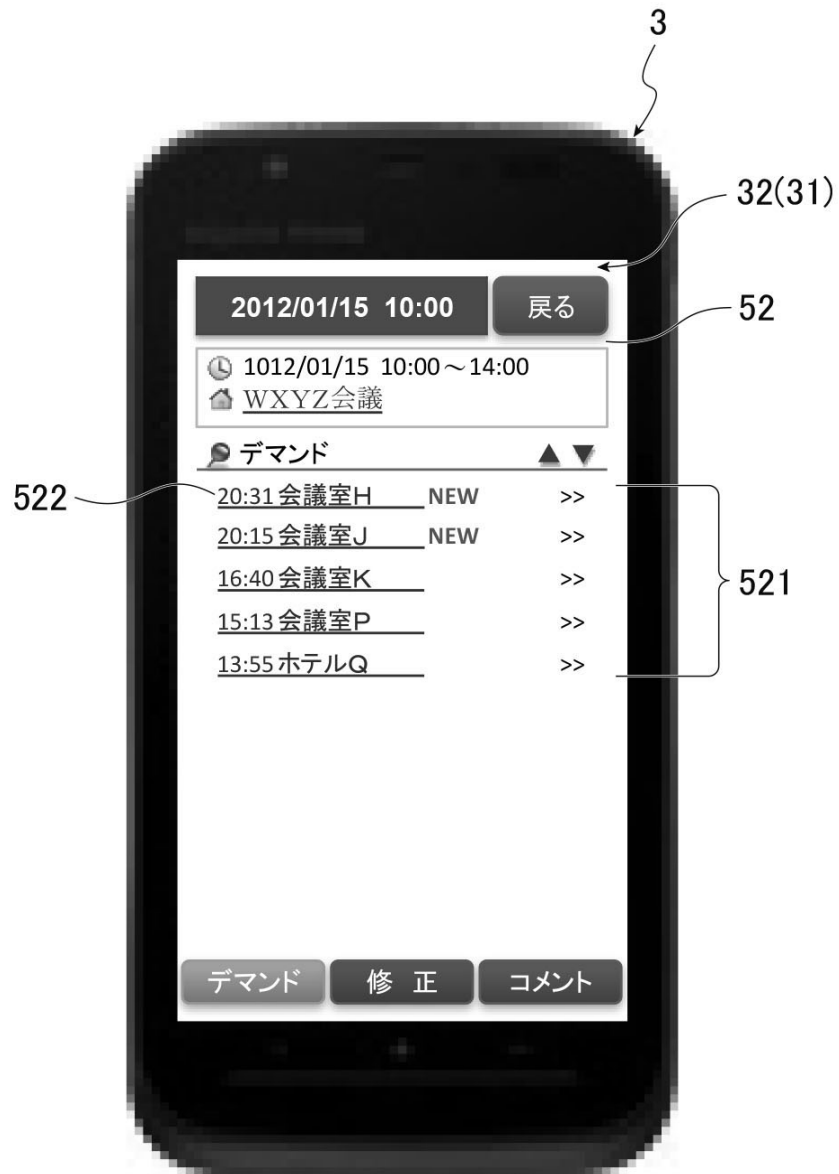 3
32(31)
2012/01/15 10:00 戻る
52
1012/01/15 10:00～14:00
WXYZ会議
デマンド ▲ ▼
522
20:31 会議室H NEW >>
20:15 会議室J NEW >>
16:40 会議室K >>
521
15:13 会議室P >>
13:55 ホテルQ >>
デマンド 修 正 コメント